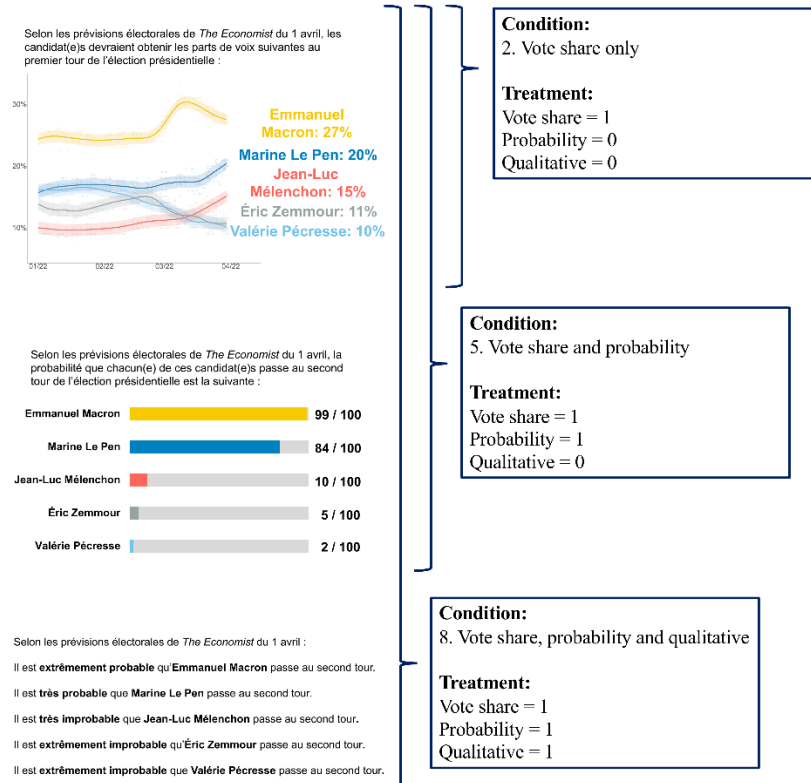 Selon les prévisions électorales de The Economist du 1 avril, les
candidat(e)s devraient obtenir les parts de voix suivantes au
premier tour de l'élection présidentielle :
30%
20%
10%
01/22
02/22
03/22
04/22
Emmanuel
Macron: 27%
Marine Le Pen: 20%
Jean-Luc
Mélenchon: 15%
Éric Zemmour: 11%
Valérie Pécresse: 10%
Condition:
2. Vote share only
Treatment:
Vote share = 1
Probability = 0
Qualitative = 0
Selon les prévisions électorales de The Economist du 1 avril, la
probabilité que chacun(e) de ces candidat(e)s passe au second
tour de l'élection présidentielle est la suivante :
Emmanuel Macron 99 / 100
Marine Le Pen 84 / 100
Jean-Luc Mélenchon 10 / 100
Éric Zemmour 5 / 100
Valérie Pécresse 2 / 100
Condition:
5. Vote share and probability
Treatment:
Vote share = 1
Probability = 1
Qualitative = 0
Selon les prévisions électorales de The Economist du 1 avril :
Il est extrêmement probable qu'Emmanuel Macron passe au second tour.
Il est très probable que Marine Le Pen passe au second tour.
Il est très improbable que Jean-Luc Mélenchon passe au second tour.
Il est extrêmement improbable qu'Éric Zemmour passe au second tour.
Il est extrêmement improbable que Valérie Pécresse passe au second tour.
Condition:
8. Vote share, probability and qualitative
Treatment:
Vote share = 1
Probability = 1
Qualitative = 1